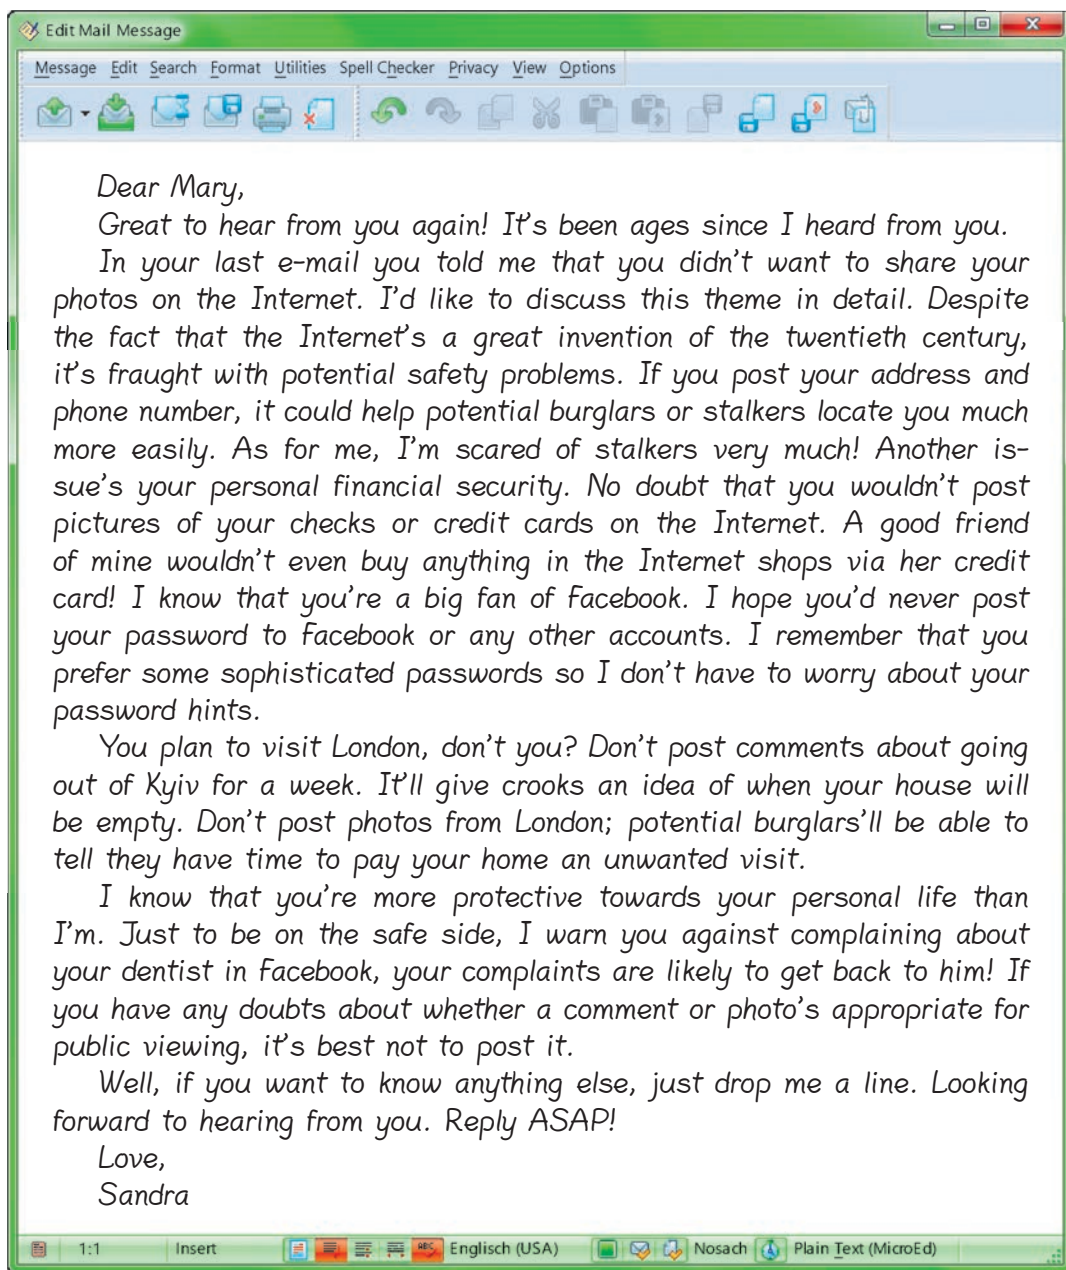 Edit Mail Message
Message Edit Search Format Utilities Spell Checker Privacy View Options
Dear Mary,
Great to hear from you again! It's been ages since I heard from you.
In your last e-mail you told me that you didn't want to share your
photos on the Internet. I'd like to discuss this theme in detail. Despite
the fact that the Internet's a great invention of the twentieth century,
it's fraught with potential safety problems. If you post your address and
phone number, it could help potential burglars or stalkers locate you much
more easily. As for me, I'm scared of stalkers very much! Another is-
sue's your personal financial security. No doubt that you wouldn't post
pictures of your checks or credit cards on the Internet. A good friend
of mine wouldn't even buy anything in the Internet shops via her credit
card! I know that you're a big fan of Facebook. I hope you'd never post
your password to Facebook or any other accounts. I remember that you
prefer some sophisticated passwords so I don't have to worry about your
password hints.
You plan to visit London, don't you? Don't post comments about going
out of Kyiv for a week. It'll give crooks an idea of when your house will
be empty. Don't post photos from London; potential burglars'll be able to
tell they have time to pay your home an unwanted visit.
I know that you're more protective towards your personal life than
I'm. Just to be on the safe side, I warn you against complaining about
your dentist in Facebook, your complaints are likely to get back to him! If
you have any doubts about whether a comment or photo's appropriate for
public viewing, it's best not to post it.
Well, if you want to know anything else, just drop me a line. Looking
forward to hearing from you. Reply ASAP!
Love,
Sandra
1:1 Insert ABC Englisch (USA) Nosach Plain Text (MicroEd)